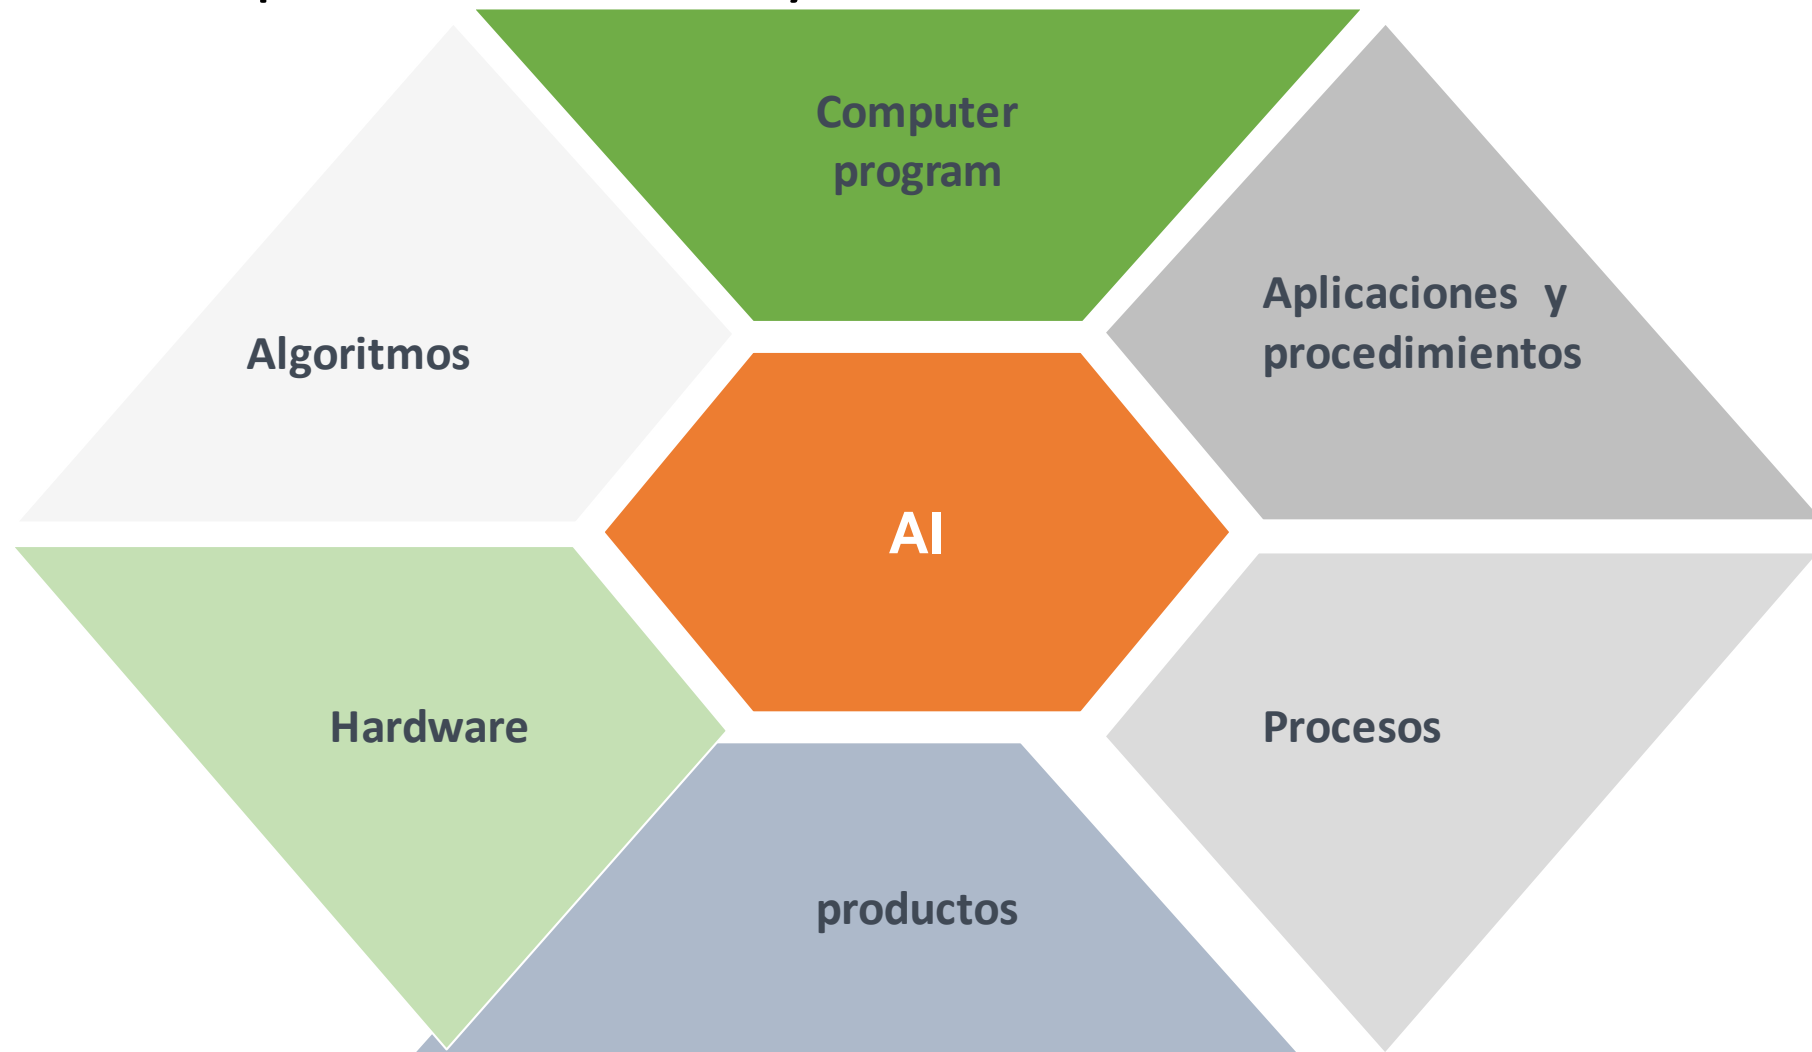 Computer
program
Aplicaciones y
procedimientos
Algoritmos
AI
Hardware
Procesos
productos